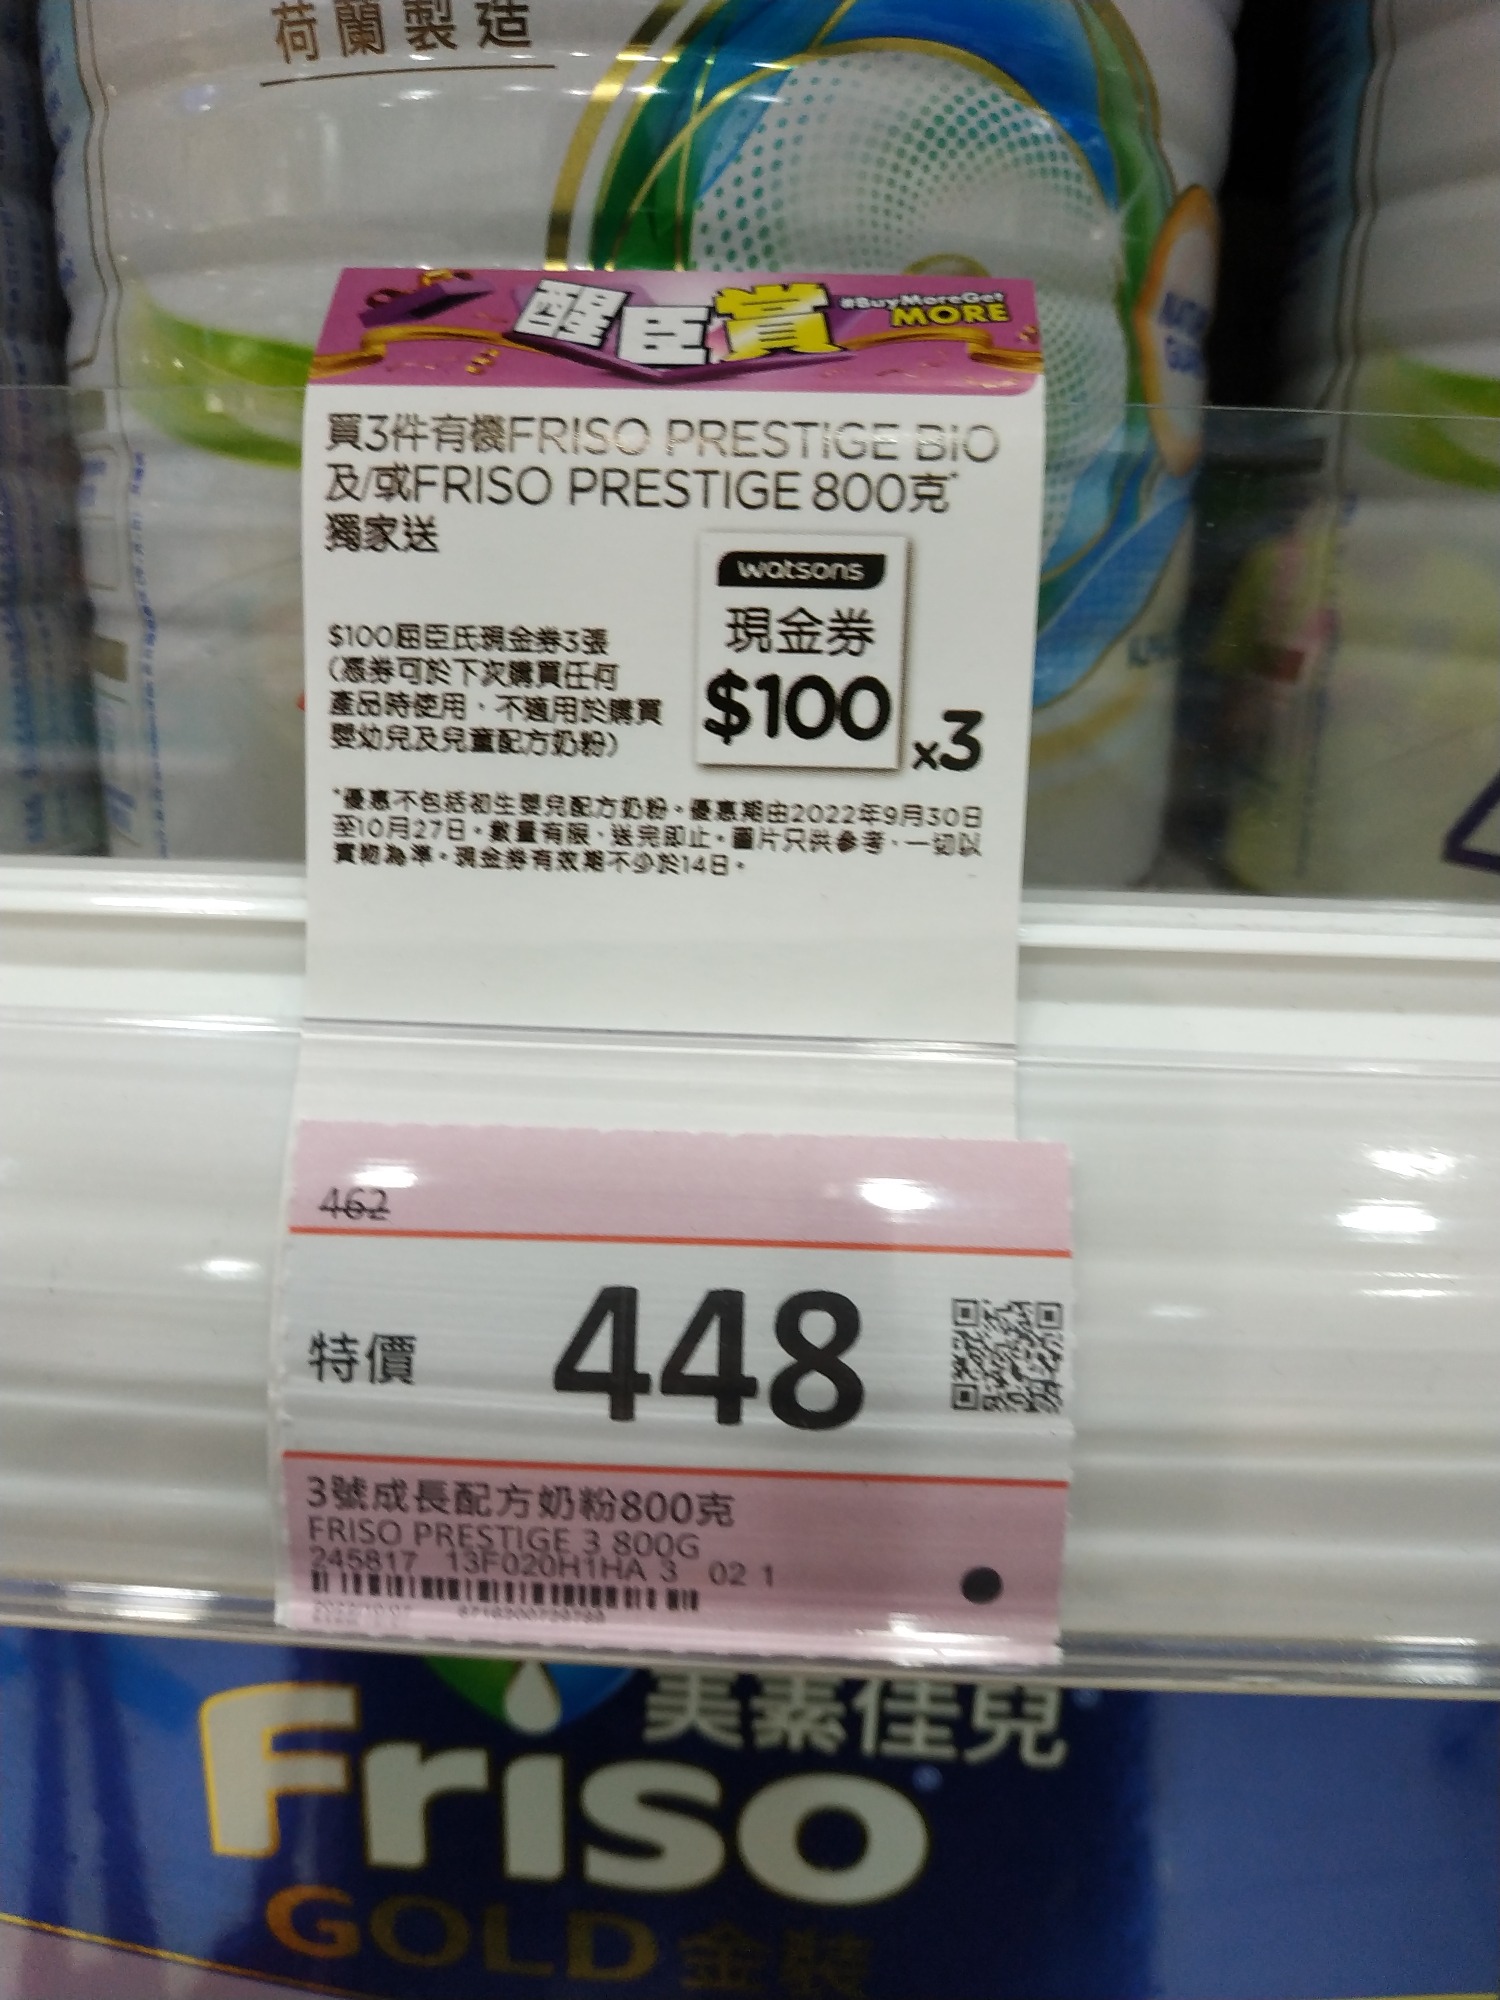 荷蘭製造
醒臣賞
#BuyMoreGet
MORE
買3件有機FRISO PRESTIGE BiO
及/或FRISO PRESTIGE 800克*
獨家送
watsons
現金券
$100
x3
$100屈臣氏現金券3張
(憑券可於下次購買任何
產品時使用，不適用於購買
嬰幼兒及兒童配方奶粉)
*優惠不包括初生嬰兒配方奶粉。優惠期由2022年9月30日
至10月27日。數量有限，送完即止。圖片只供參考，一切以
實物為準。現金券有效期不少於14日。
462
特價
448
3號成長配方奶粉800克
FRISO PRESTIGE 3 800G
245817 13F020H1HA 3 02 1
美素佳兒
Friso
GOLD 金裝